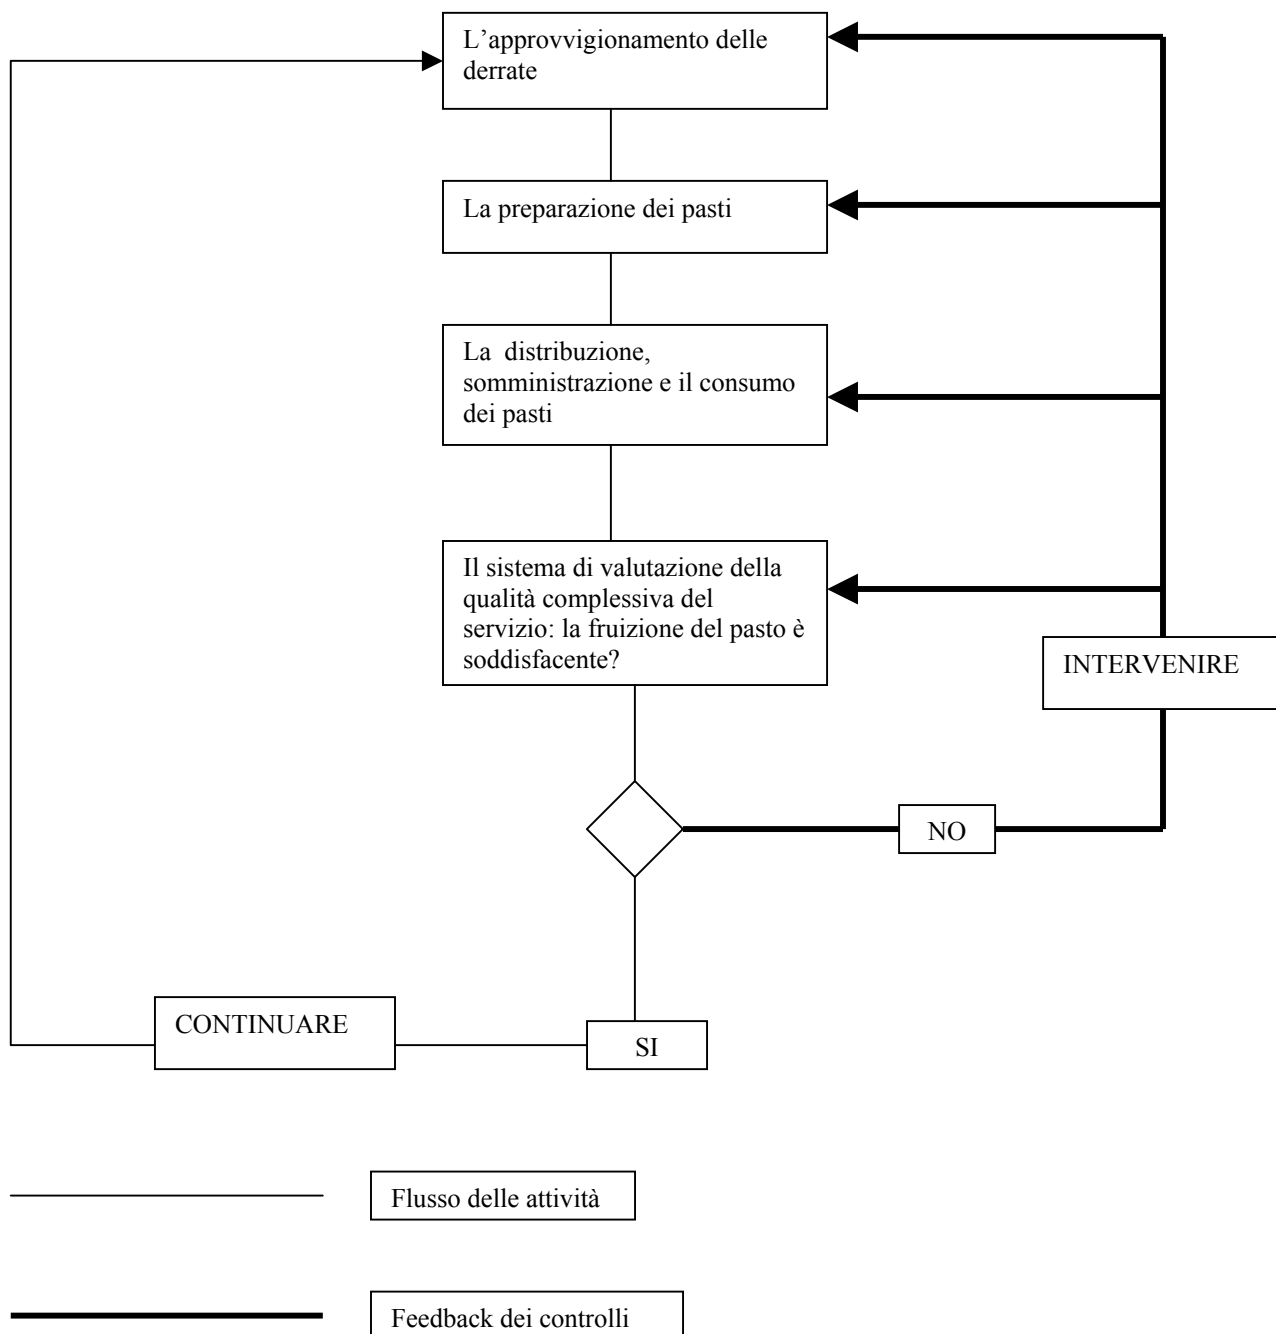 L’approvvigionamento delle
derrate
La preparazione dei pasti
La  distribuzione,
somministrazione e il consumo
dei pasti
Il sistema di valutazione della
qualità complessiva del
servizio: la fruizione del pasto è
soddisfacente?
INTERVENIRE
NO
CONTINUARE
SI
Flusso delle attività
Feedback dei controlli